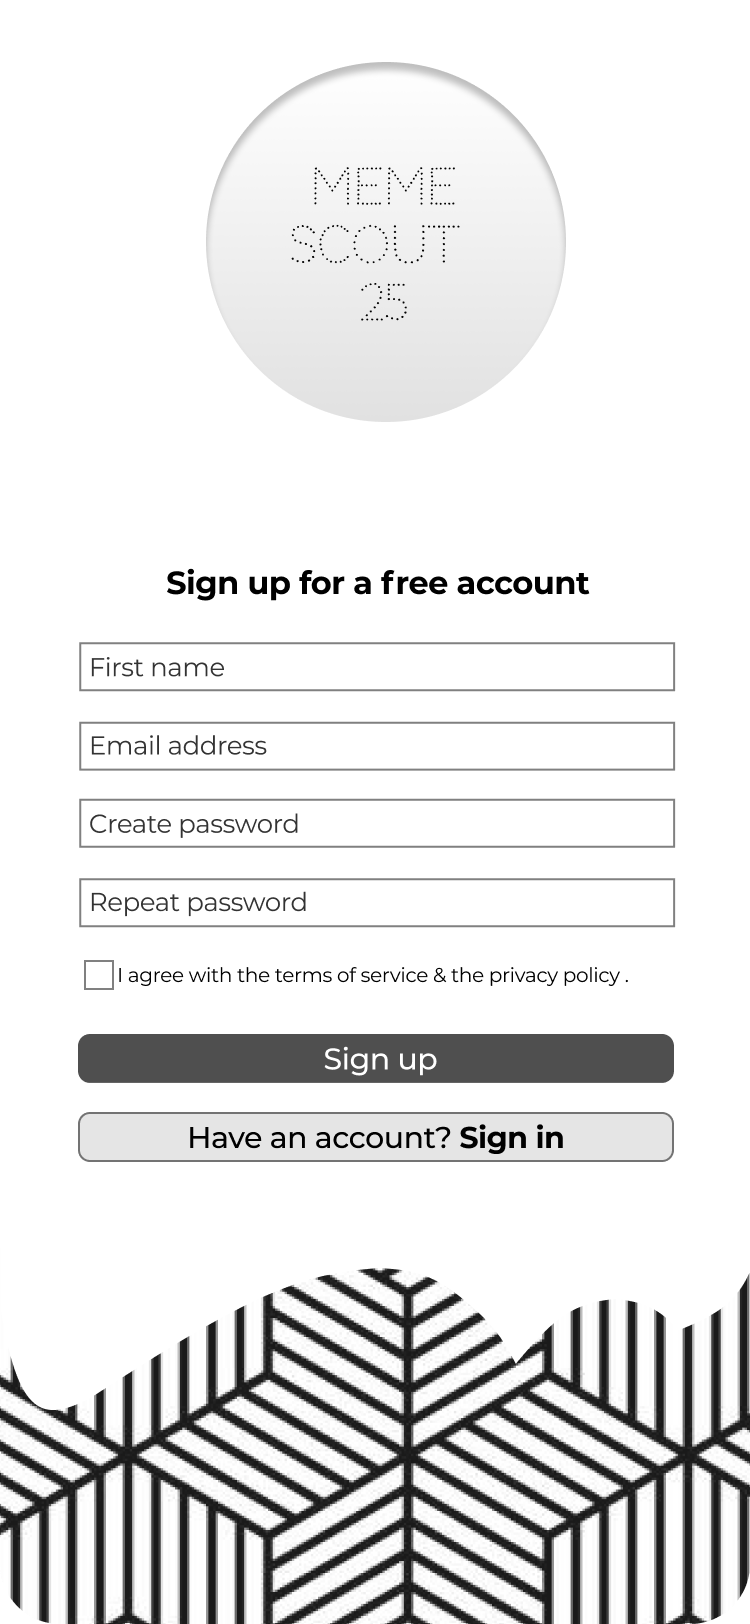 MEME
SCOUT
25
Sign up for a free account
First name
Email address
Create password
Repeat password
I agree with the terms of service & the privacy policy .
Sign up
Have an account? Sign in